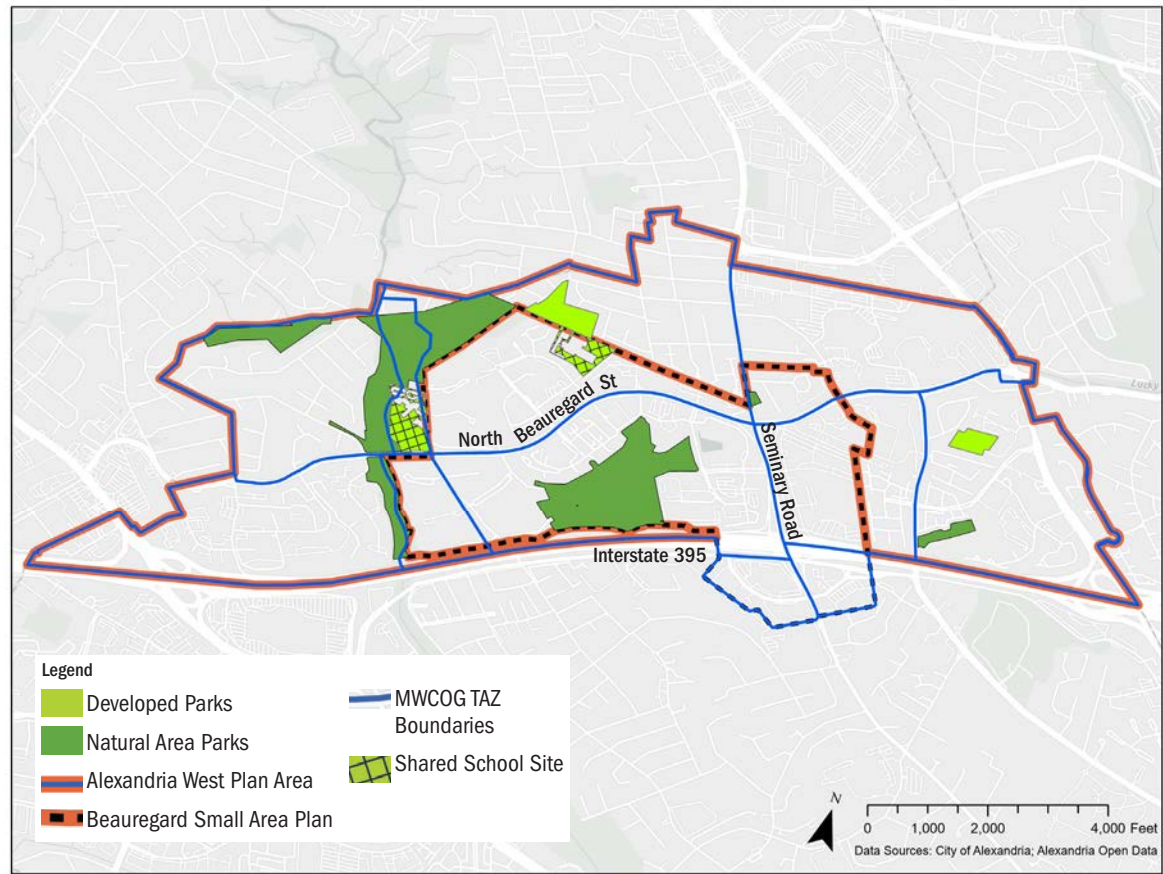 North Beauregard St
Seminary Road
Interstate 395
Lucky
Legend
Developed Parks
Natural Area Parks
Alexandria West Plan Area
Beauregard Small Area Plan
MWCOG TAZ
Boundaries
Shared School Site
N
0 1,000 2,000 4,000 Feet
Data Sources: City of Alexandria; Alexandria Open Data